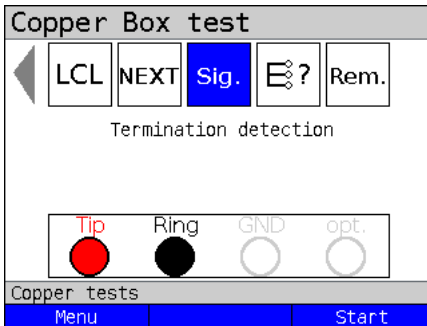 Copper Box test
LCL NEXT Sig. ? Rem.
Termination detection
Tip Ring GND opt.
Copper tests
Menu Start